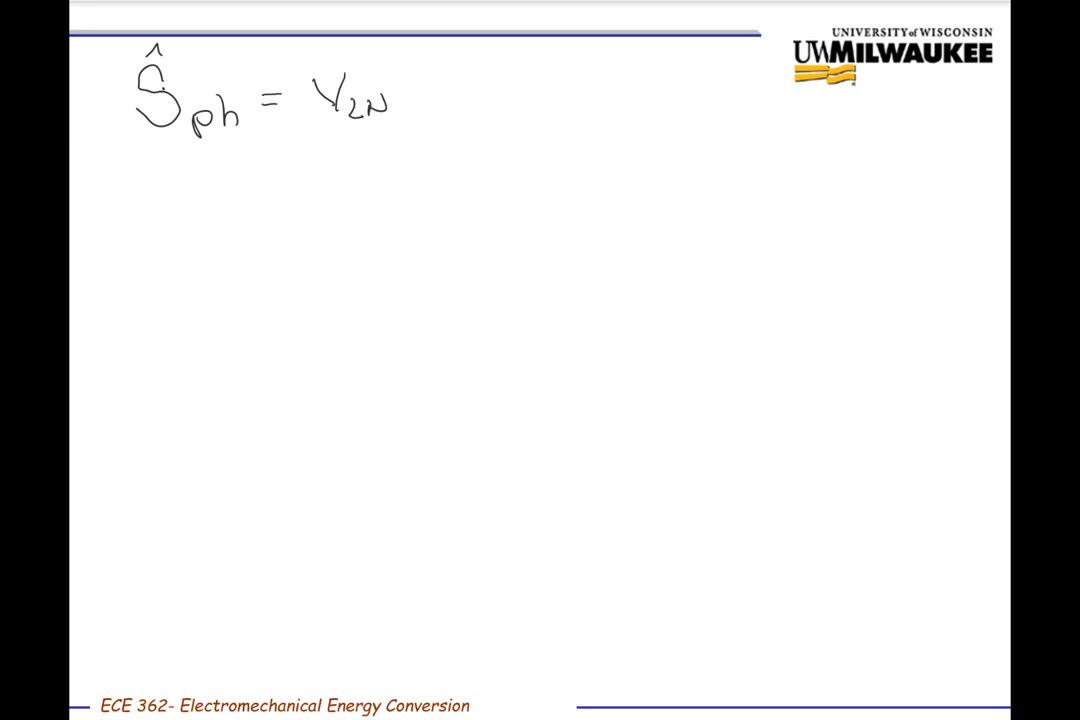 UNIVERSITY of WISCONSIN
UWMILWAUKEE
Ŝph = V2N
ECE 362- Electromechanical Energy Conversion